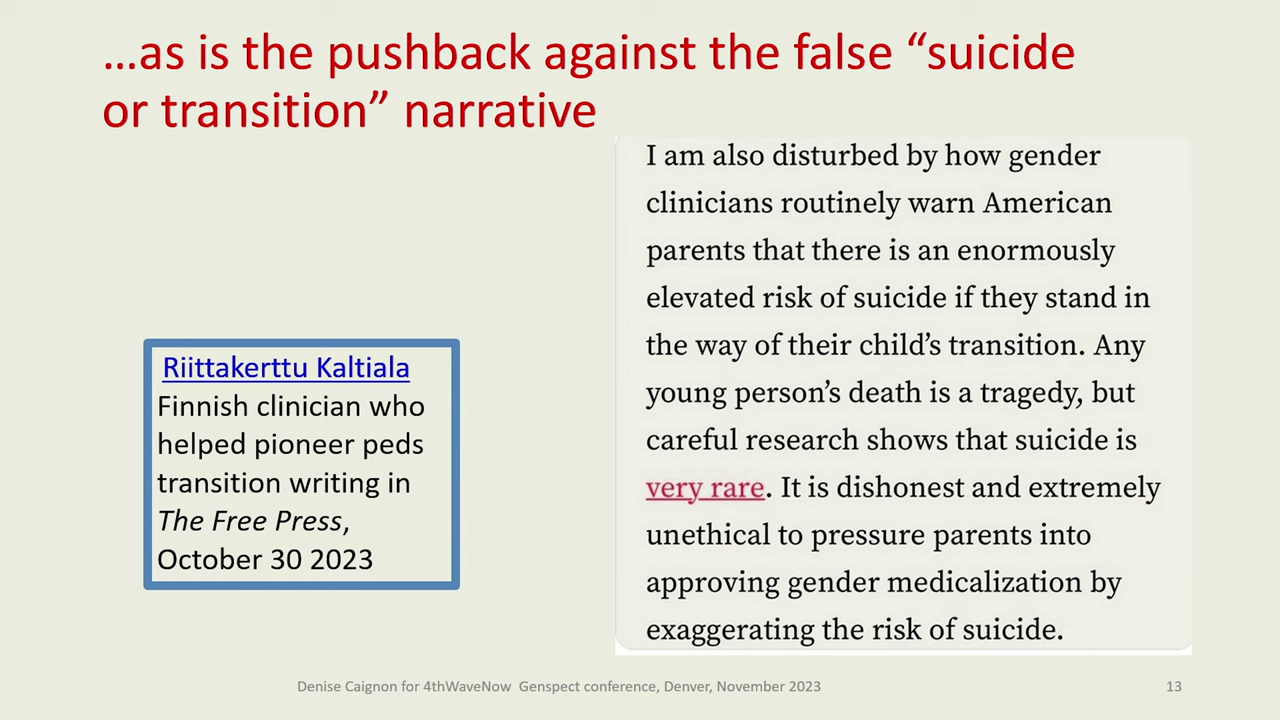 …as is the pushback against the false “suicide
or transition” narrative
I am also disturbed by how gender
clinicians routinely warn American
parents that there is an enormously
elevated risk of suicide if they stand in
the way of their child’s transition. Any
young person’s death is a tragedy, but
careful research shows that suicide is
very rare. It is dishonest and extremely
unethical to pressure parents into
approving gender medicalization by
exaggerating the risk of suicide.
Riittakerttu Kaltiala
Finnish clinician who
helped pioneer peds
transition writing in
The Free Press,
October 30 2023
Denise Caignon for 4thWaveNow Genspect conference, Denver, November 2023
13